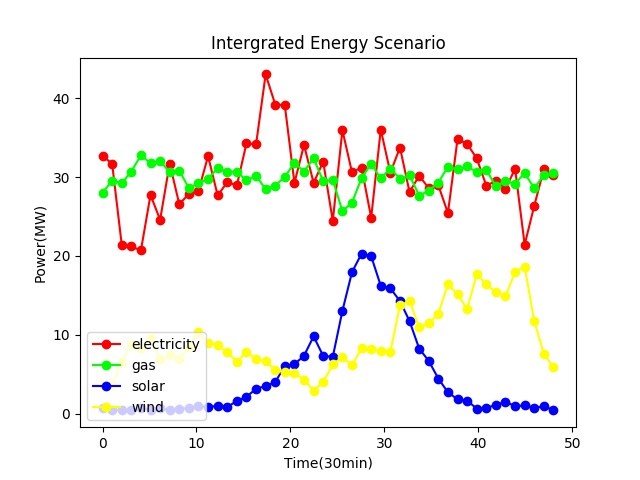 Intergrated Energy Scenario
Power(MW)
40
30
20
10
0
electricity
gas
solar
wind
0 10 20 30 40 50
Time(30min)